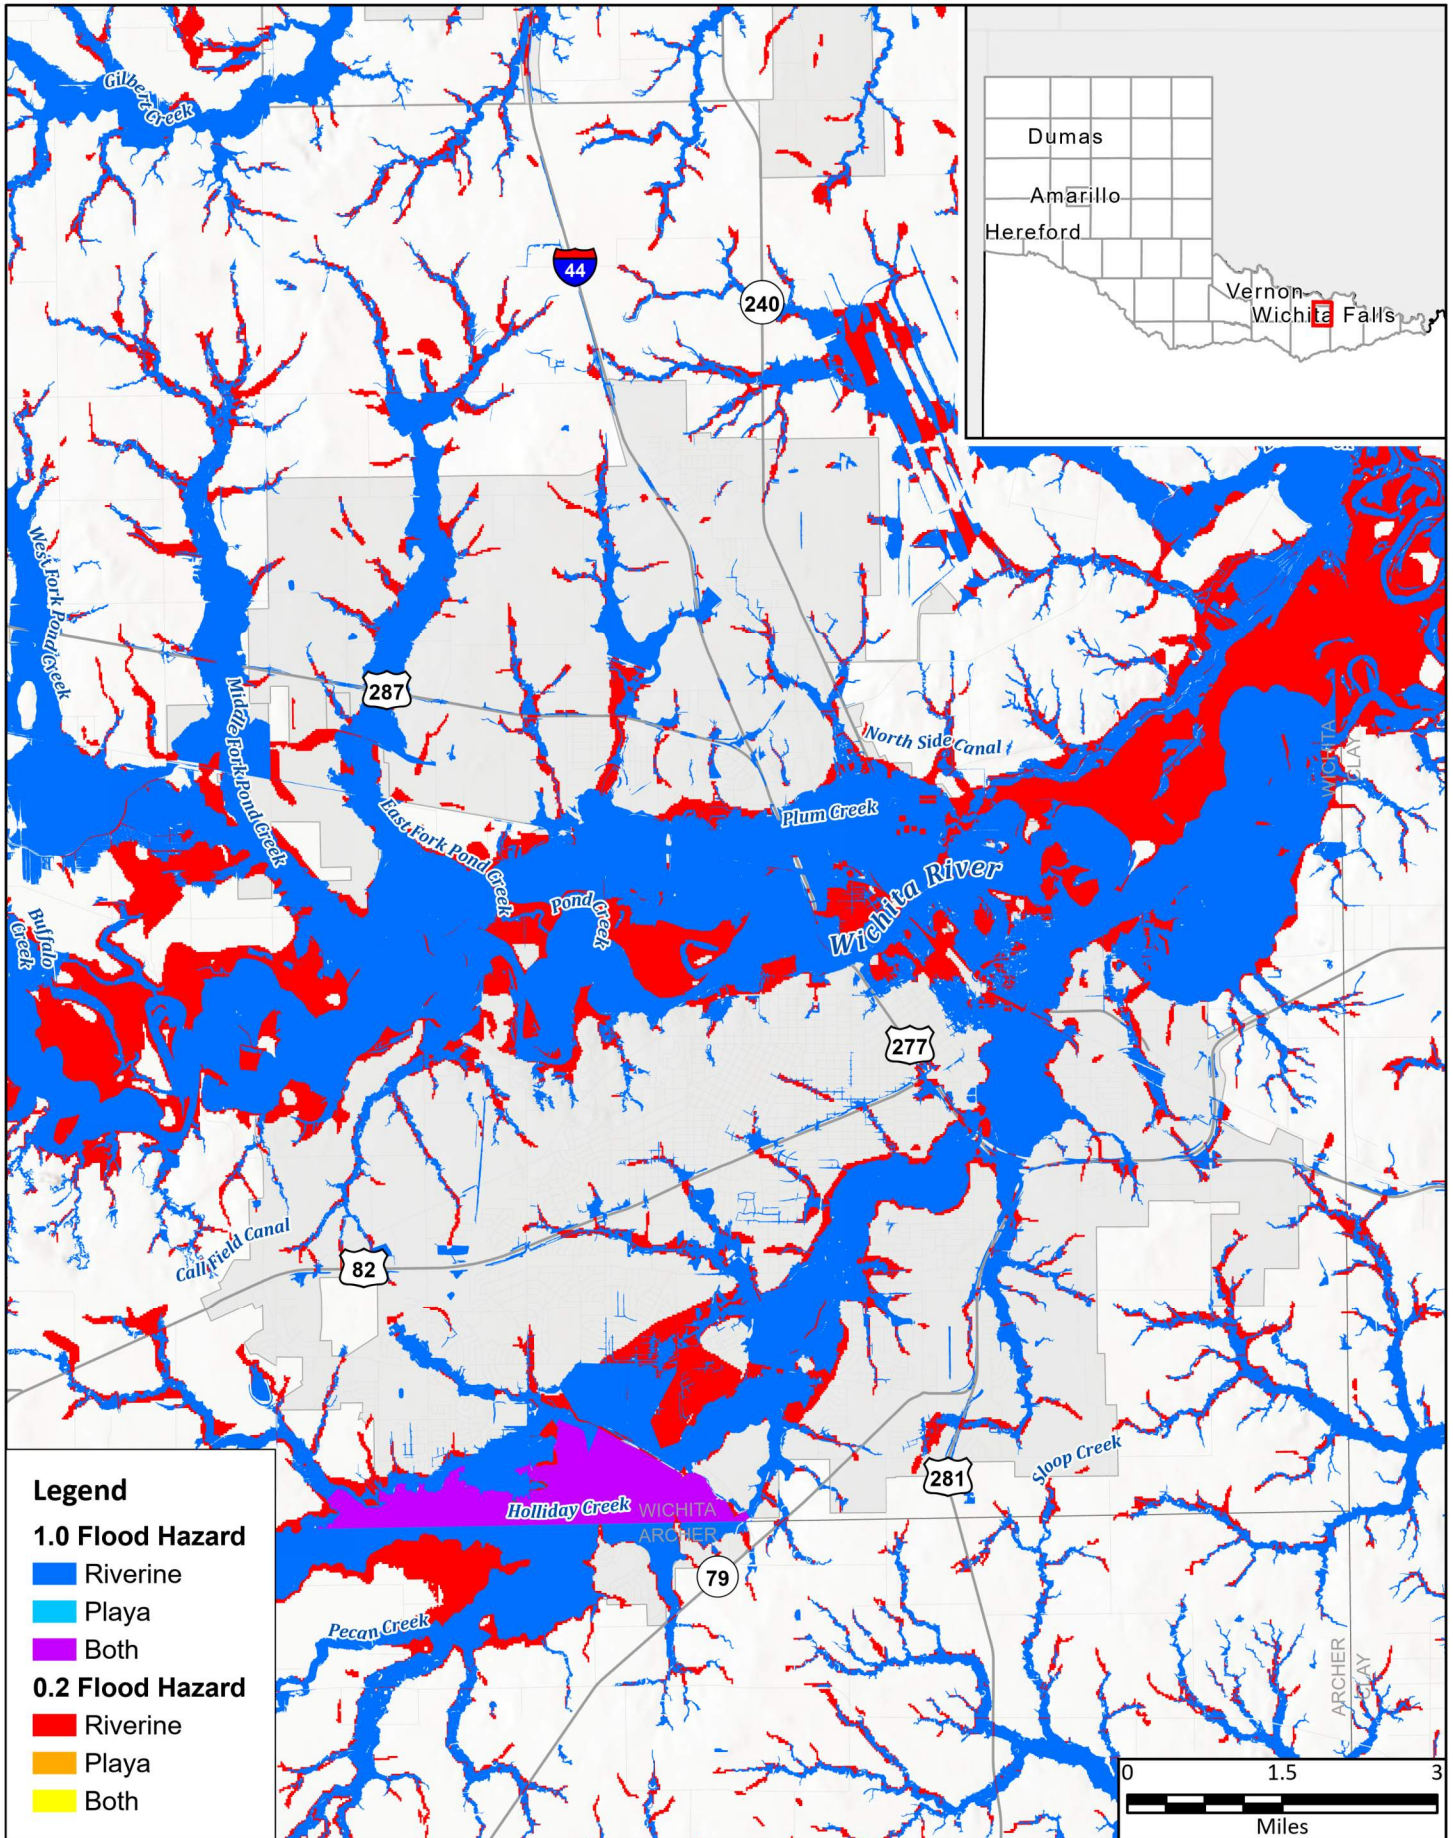 Gilbert
Creek
44
240
Dumas
Amarillo
Hereford
Vernon
Wichita Falls
West Fork Pond Creek
287
Middle Fork Pond Creek
North Side Canal
WICHITA
CLAY
Plum Creek
East Fork Pond Creek
Wichita River
Pond
Creek
Buffalo
Creek
277
Call Field Canal
82
Sloop Creek
281
Holliday Creek
WICHITA
ARCHER
79
Pecan Creek
ARCHER
CLAY
Legend
1.0 Flood Hazard
Riverine
Playa
Both
0.2 Flood Hazard
Riverine
Playa
Both
0 1.5 3
Miles